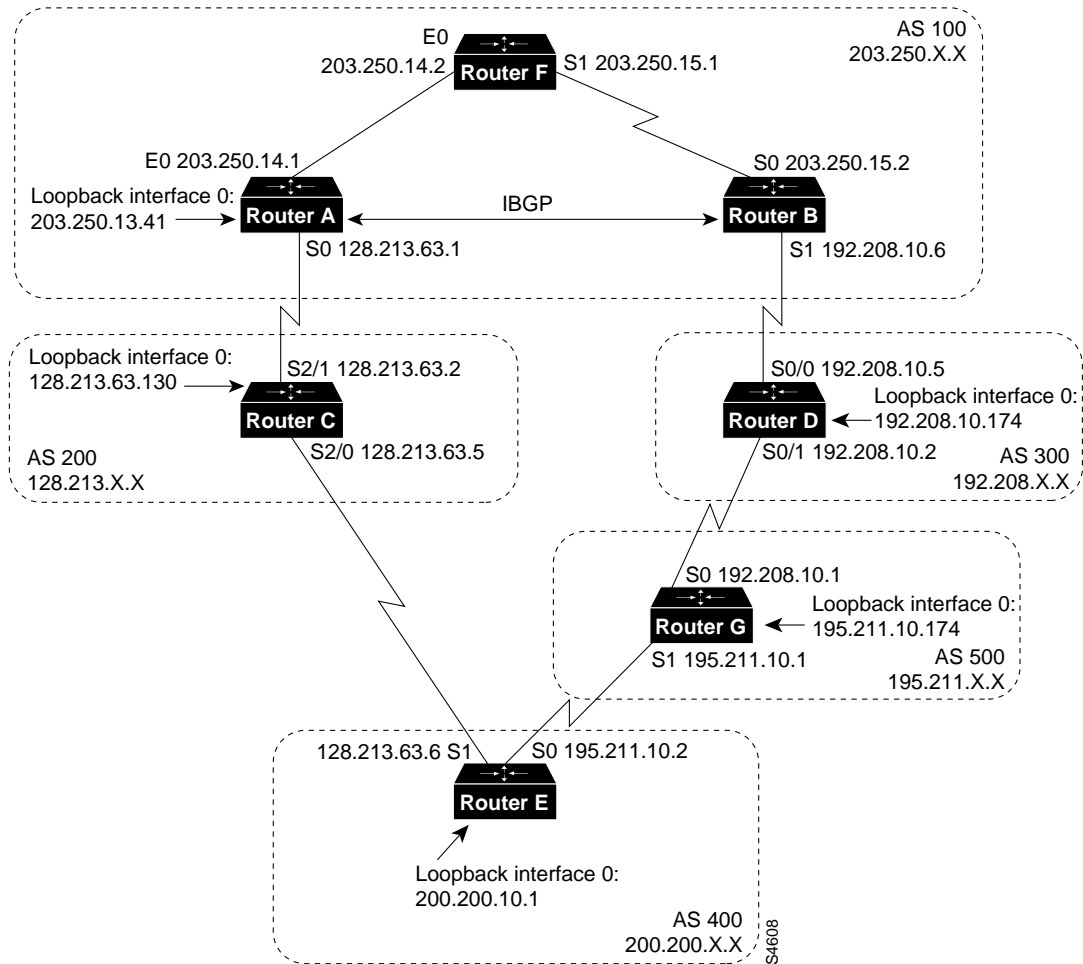 AS 100
203.250.X.X
E0
203.250.14.2
Router F
S1 203.250.15.1
E0 203.250.14.1
Loopback interface 0:
203.250.13.41
Router A
S0 128.213.63.1
IBGP
S0 203.250.15.2
Router B
S1 192.208.10.6
Loopback interface 0:
128.213.63.130
S2/1 128.213.63.2
Router C
S2/0 128.213.63.5
AS 200
128.213.X.X
S0/0 192.208.10.5
Loopback interface 0:
192.208.10.174
Router D
S0/1 192.208.10.2
AS 300
192.208.X.X
S0 192.208.10.1
Loopback interface 0:
195.211.10.174
Router G
S1 195.211.10.1
AS 500
195.211.X.X
128.213.63.6 S1
S0 195.211.10.2
Router E
Loopback interface 0:
200.200.10.1
AS 400
200.200.X.X
S4608